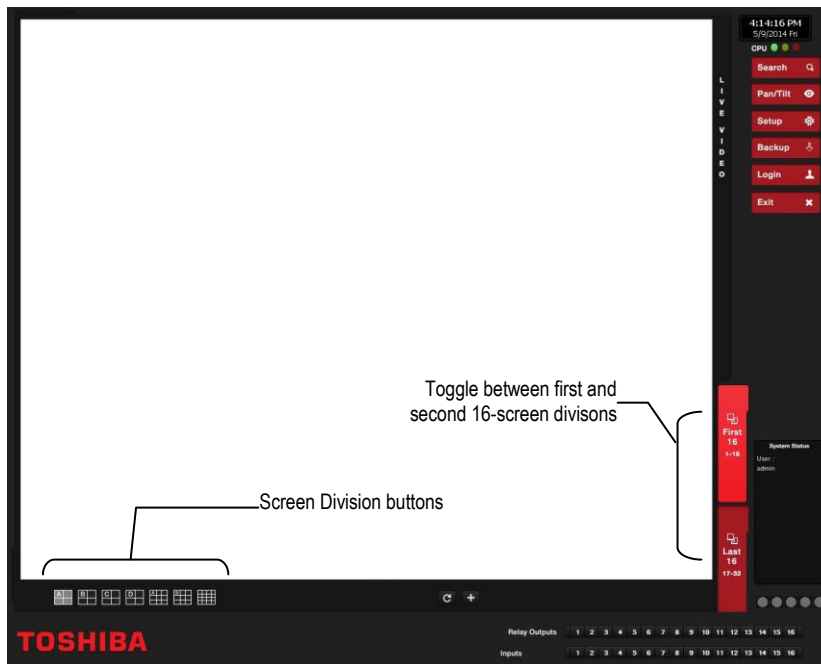 4:14:16 PM
5/9/2014 Fri
CPU
Search
Pan/Tilt
Setup
Backup
Login
Exit
LIVE VIDEO
Toggle between first and
second 16-screen divisons
First
16
1-16
System Status
User :
admin
Screen Division buttons
Last
16
17-32
A B C D A B
TOSHIBA
Relay Outputs 1 2 3 4 5 6 7 8 9 10 11 12 13 14 15 16
Inputs 1 2 3 4 5 6 7 8 9 10 11 12 13 14 15 16